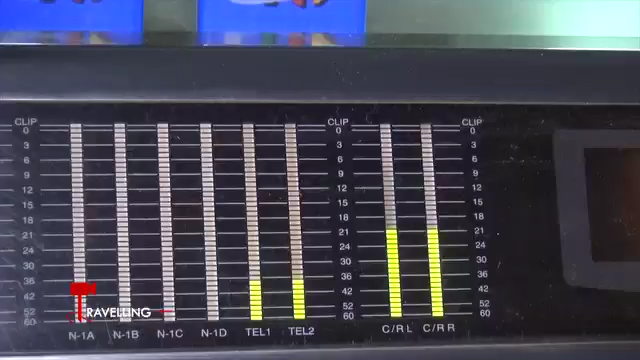 CLIP CLIP CLIP
0 0 0
3 3 3
6 6 6
9 9 9
12 12 12
15 15 15
18 18 18
21 21 21
24 24 24
30 30 30
36 36 36
42 42 42
52 52 52
60 60 60
N-1A N-1B N-1C N-1D TEL1 TEL2 C/R L C/R R
TRAVELLING